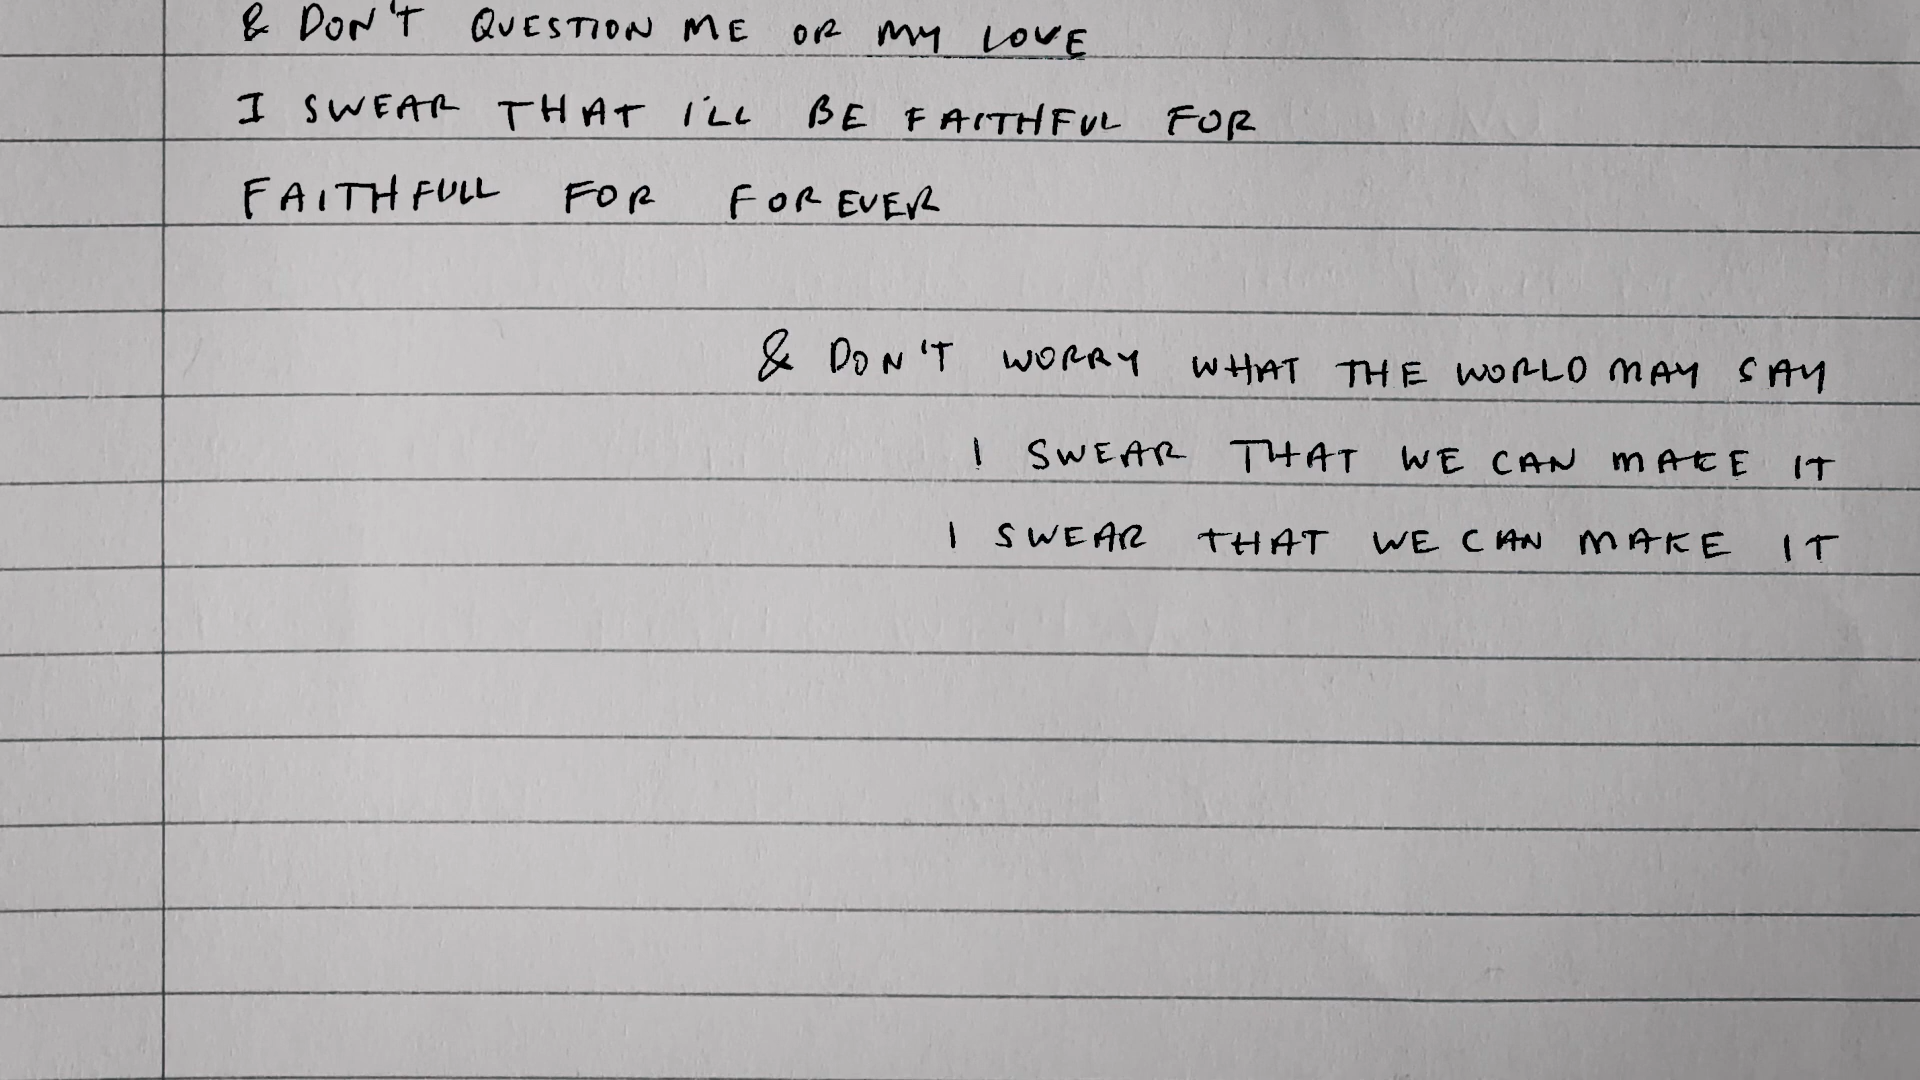 & DON'T QUESTION ME OR MY LOVE
I SWEAR THAT I'LL BE FAITHFUL FOR
FAITHFULL FOR FOREVER
& DON'T WORRY WHAT THE WORLD MAY SAY
I SWEAR THAT WE CAN MAKE IT
I SWEAR THAT WE CAN MAKE IT